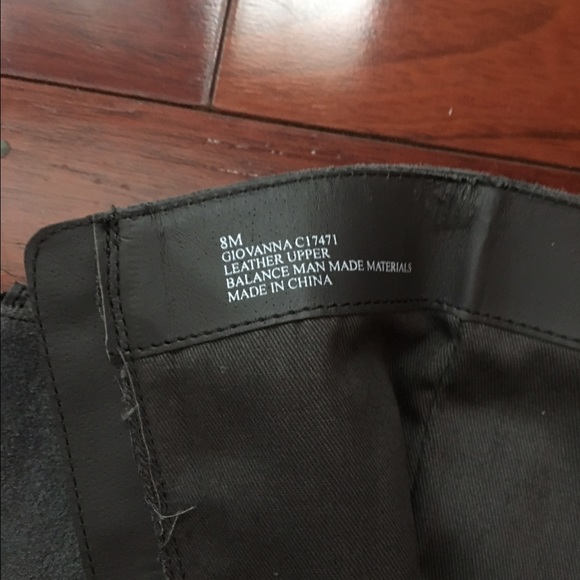 8M
GIOVANNA C17471
LEATHER UPPER
BALANCE MAN MADE MATERIALS
MADE IN CHINA